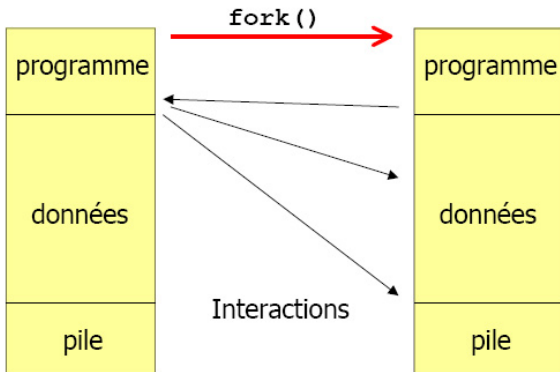 fork()
programme
programme
données
données
Interactions
pile
pile